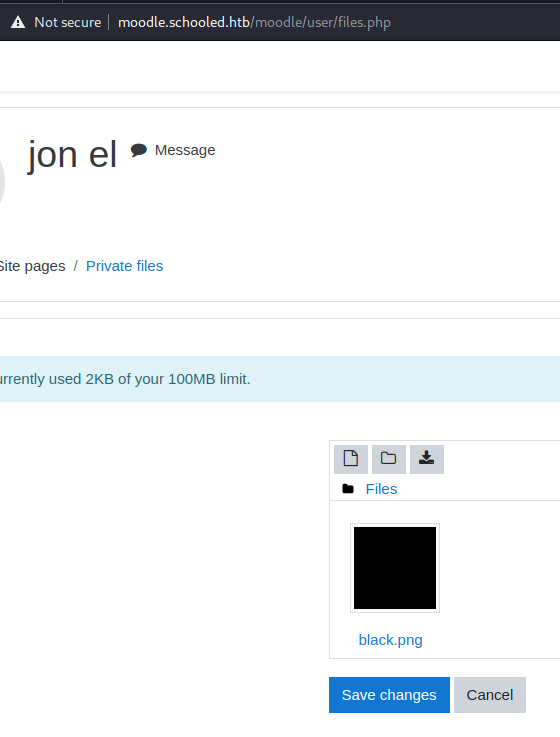 Not secure | moodle.schooled.htb/moodle/user/files.php
jon el Message
Site pages / Private files
urrently used 2KB of your 100MB limit.
Files
black.png
Save changes Cancel